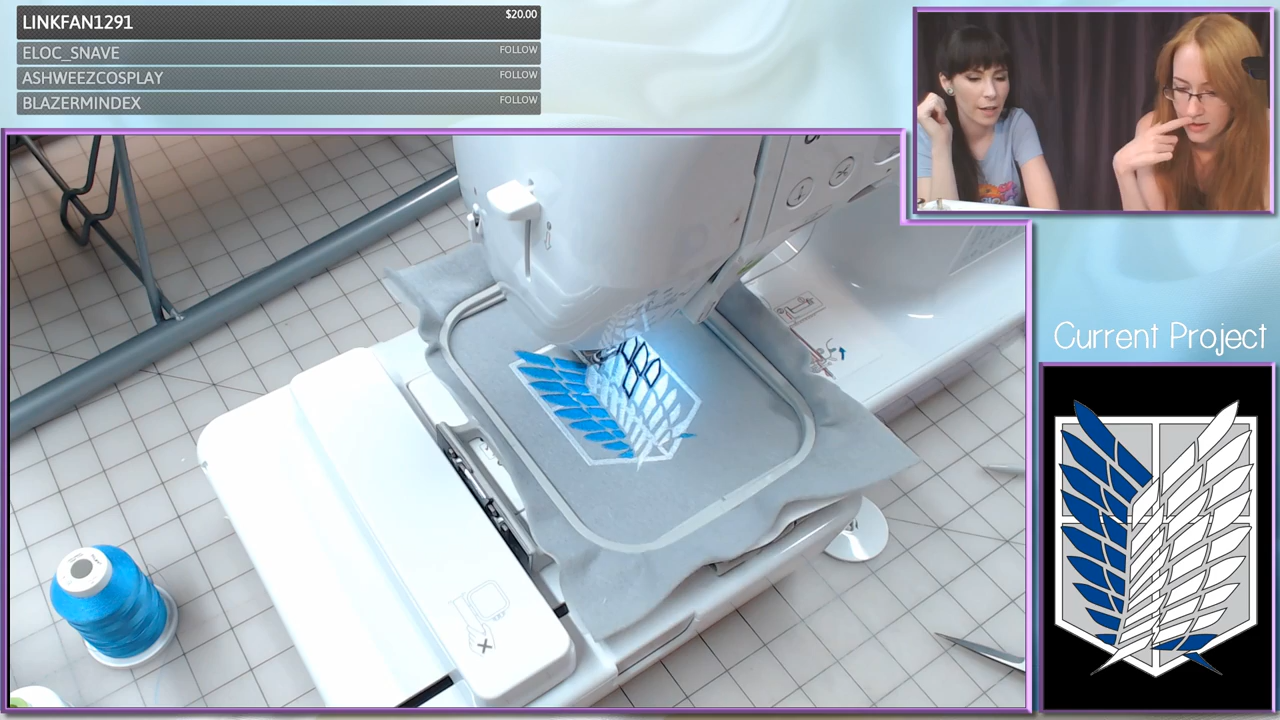 LINKFAN1291 $20.00
ELOC_SNAVE FOLLOW
ASHWEEZCOSPLAY FOLLOW
BLAZERMINDEX FOLLOW
Current Project